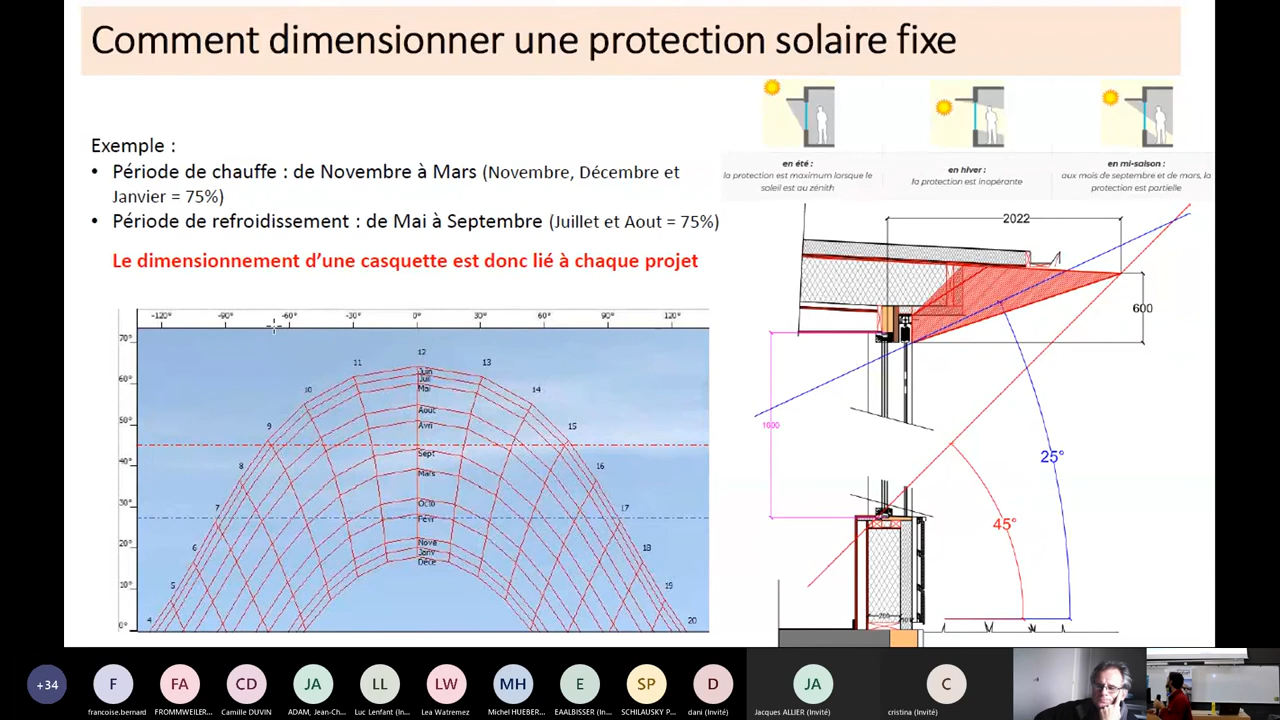 Comment dimensionner une protection solaire fixe
en été :
la protection est maximum lorsque le
soleil est au zénith
en hiver :
la protection est inopérante
en mi-saison :
aux mois de septembre et de mars, la
protection est partielle
Exemple :
• Période de chauffe : de Novembre à Mars (Novembre, Décembre et
Janvier = 75%)
• Période de refroidissement : de Mai à Septembre (Juillet et Aout = 75%)
Le dimensionnement d'une casquette est donc lié à chaque projet
-120° -90° -60° -30° 0° 30° 60° 90° 120°
70°
60°
50°
40°
30°
20°
10°
0°
4 5 6 7 8 9 10 11 12 13 14 15 16 17 18 19 20
Juin
Juil
Mai
Aout
Avri
Sept
Mars
Octo
Févr
Nove
Janv
Déce
2022
600
1600
25°
45°
+34
F
françoise.bernard
FA
FROMMWEILER...
CD
Camille DUVIN
JA
ADAM, Jean-Ch...
LL
Luc Lenfant (In...
LW
Lea Watremez
MH
Michel HUEBER...
E
EAALBISSER (In...
SP
SCHILAUSKY P...
D
dani (Invité)
JA
Jacques ALLIER (Invité)
C
cristina (Invité)